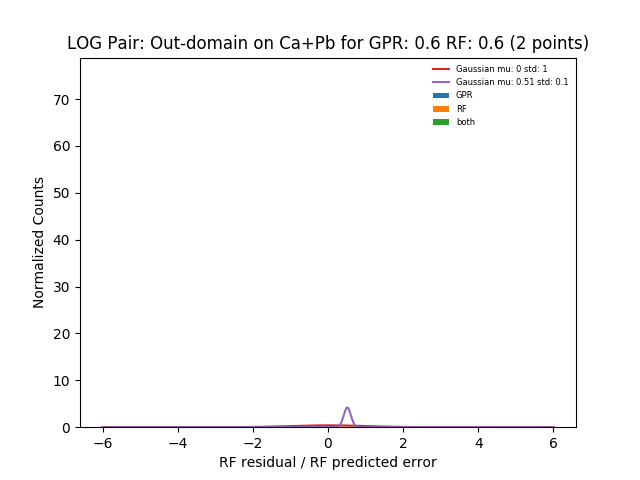 LOG Pair: Out-domain on Ca+Pb for GPR: 0.6 RF: 0.6 (2 points)
Gaussian mu: 0 std: 1
Gaussian mu: 0.51 std: 0.1
GPR
RF
both
Normalized Counts
70
60
50
40
30
20
10
0
−6 −4 −2 0 2 4 6
RF residual / RF predicted error